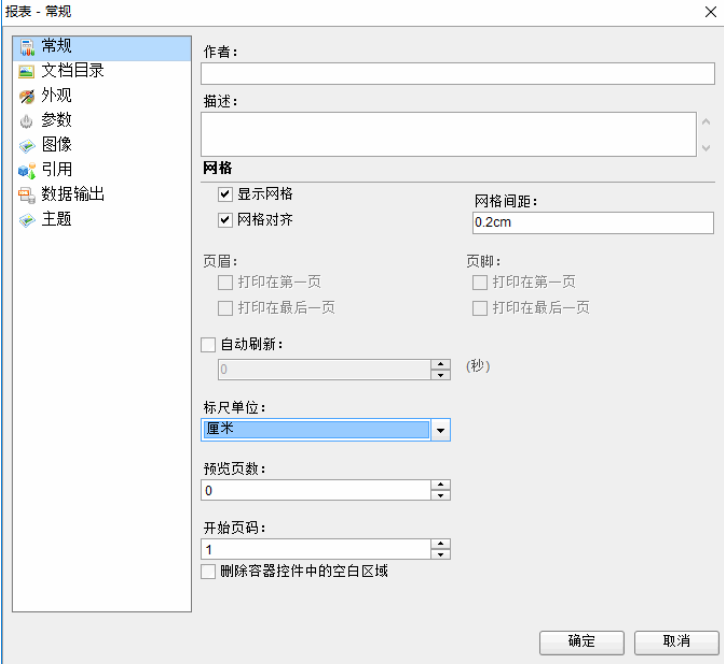 报表 - 常规
常规
文档目录
外观
参数
图像
引用
数据输出
主题
作者:
描述:
网格
显示网格
网格对齐
网格间距:
0.2cm
页眉:
打印在第一页
打印在最后一页
页脚:
打印在第一页
打印在最后一页
自动刷新:
0
(秒)
标尺单位:
厘米
预览页数:
0
开始页码:
1
删除容器控件中的空白区域
确定
取消